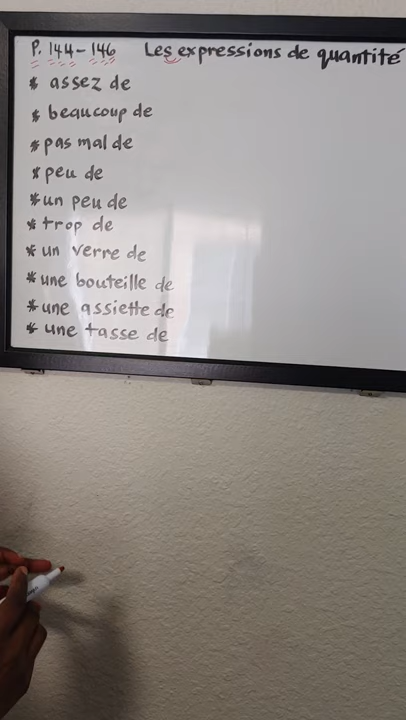 P. 144-146 Les expressions de quantité
* assez de
* beaucoup de
* pas mal de
* peu de
* un peu de
* trop de
* un verre de
* une bouteille de
* une assiette de
* une tasse de